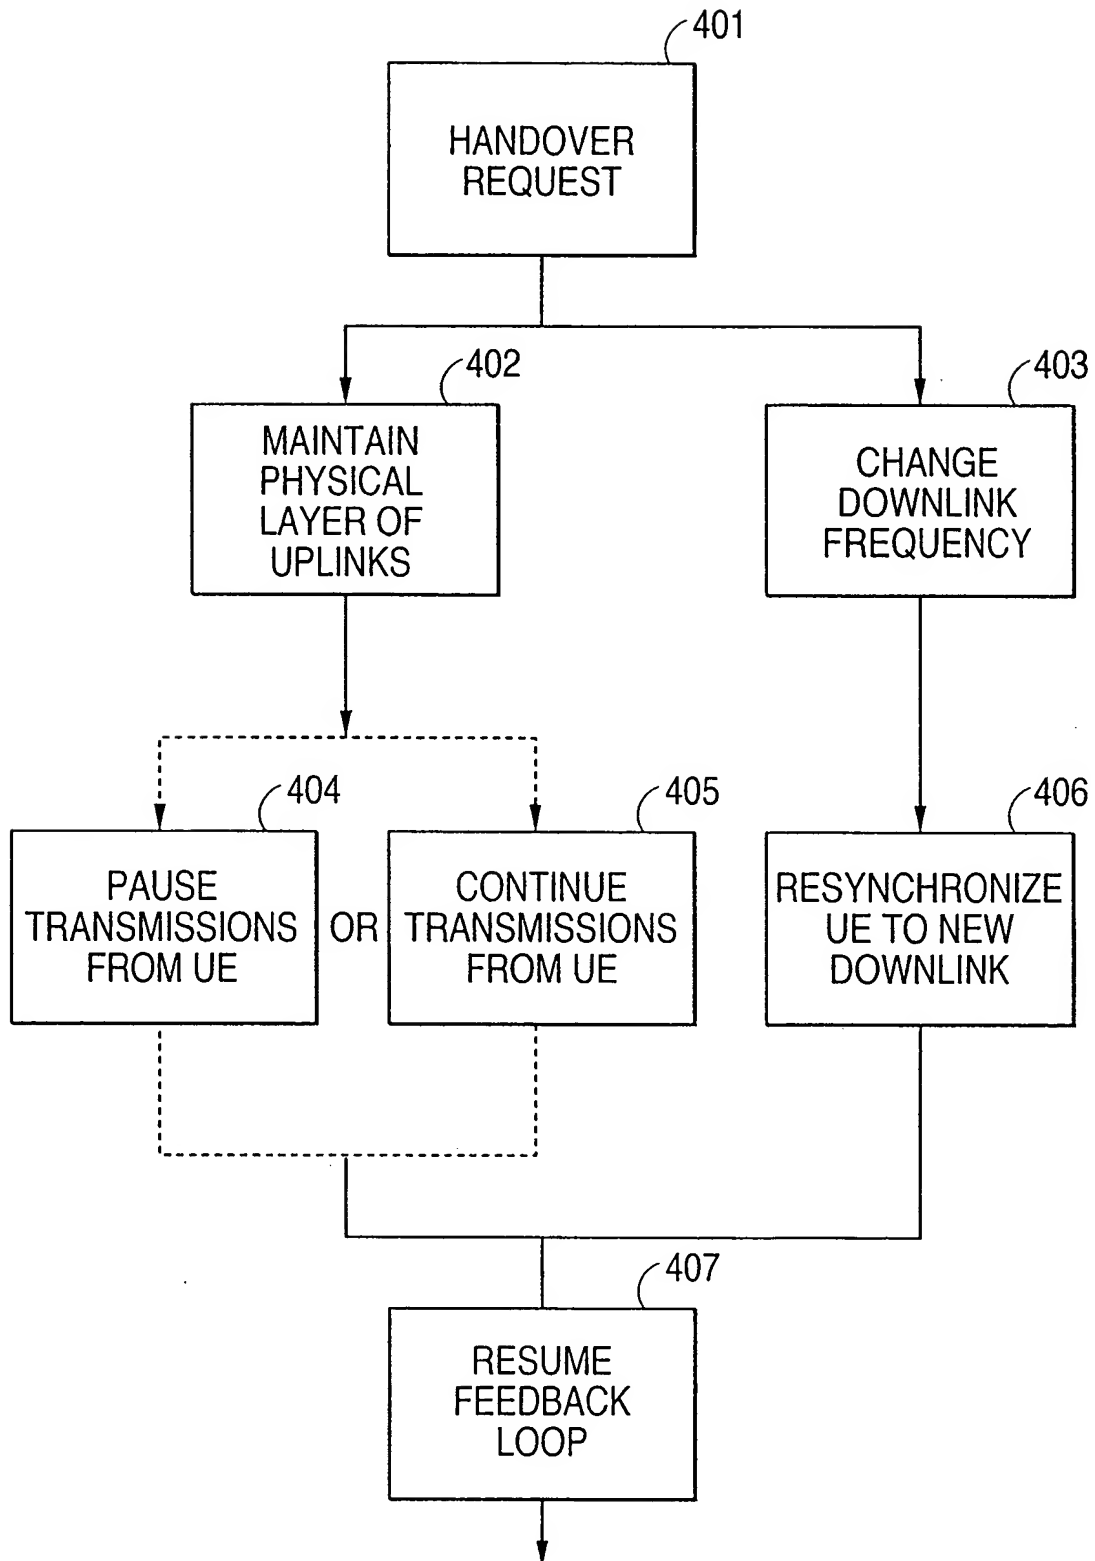 401
HANDOVER
REQUEST
402
MAINTAIN
PHYSICAL
LAYER OF
UPLINKS
403
CHANGE
DOWNLINK
FREQUENCY
404
PAUSE
TRANSMISSIONS
FROM UE
OR
405
CONTINUE
TRANSMISSIONS
FROM UE
406
RESYNCHRONIZE
UE TO NEW
DOWNLINK
407
RESUME
FEEDBACK
LOOP